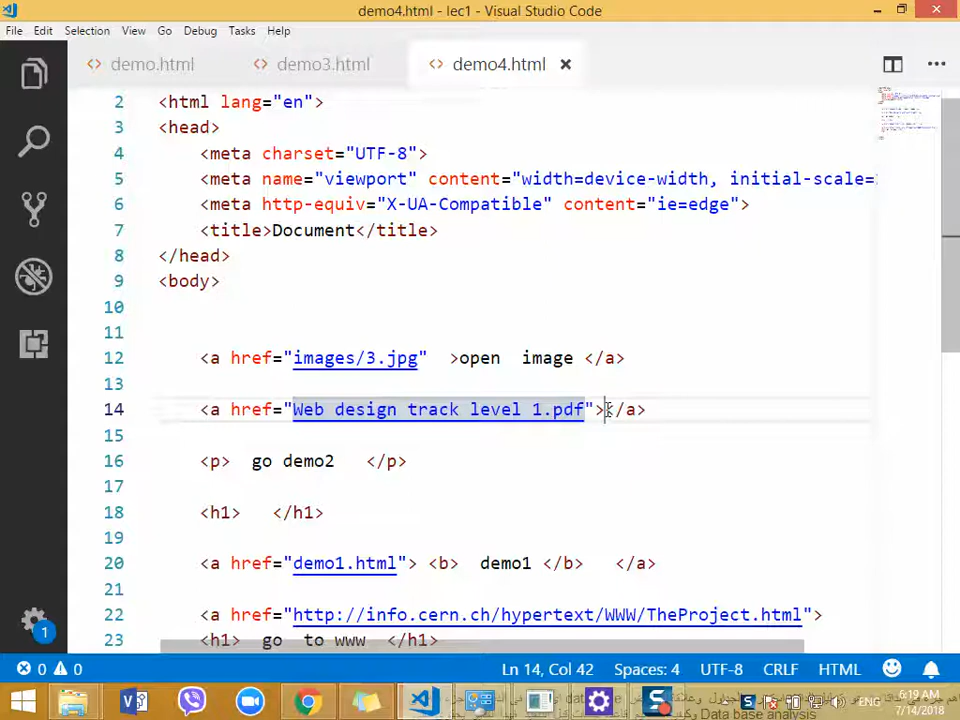 demo4.html - lec1 - Visual Studio Code
File Edit Selection View Go Debug Tasks Help
demo.html demo3.html demo4.html
2 <html lang="en">
3 <head>
4 <meta charset="UTF-8">
5 <meta name="viewport" content="width=device-width, initial-scale=
6 <meta http-equiv="X-UA-Compatible" content="ie=edge">
7 <title>Document</title>
8 </head>
9 <body>
10
11
12 <a href="images/3.jpg" >open image </a>
13
14 <a href="Web design track level 1.pdf"></a>
15
16 <p> go demo2 </p>
17
18 <h1> </h1>
19
20 <a href="demo1.html"> <b> demo1 </b> </a>
21
22 <a href="http://info.cern.ch/hypertext/WWW/TheProject.html">
23 <h1> go to www </h1>
1
0 0 Ln 14, Col 42 Spaces: 4 UTF-8 CRLF HTML
ENG
6:19 AM
7/14/2018
Data base analysis